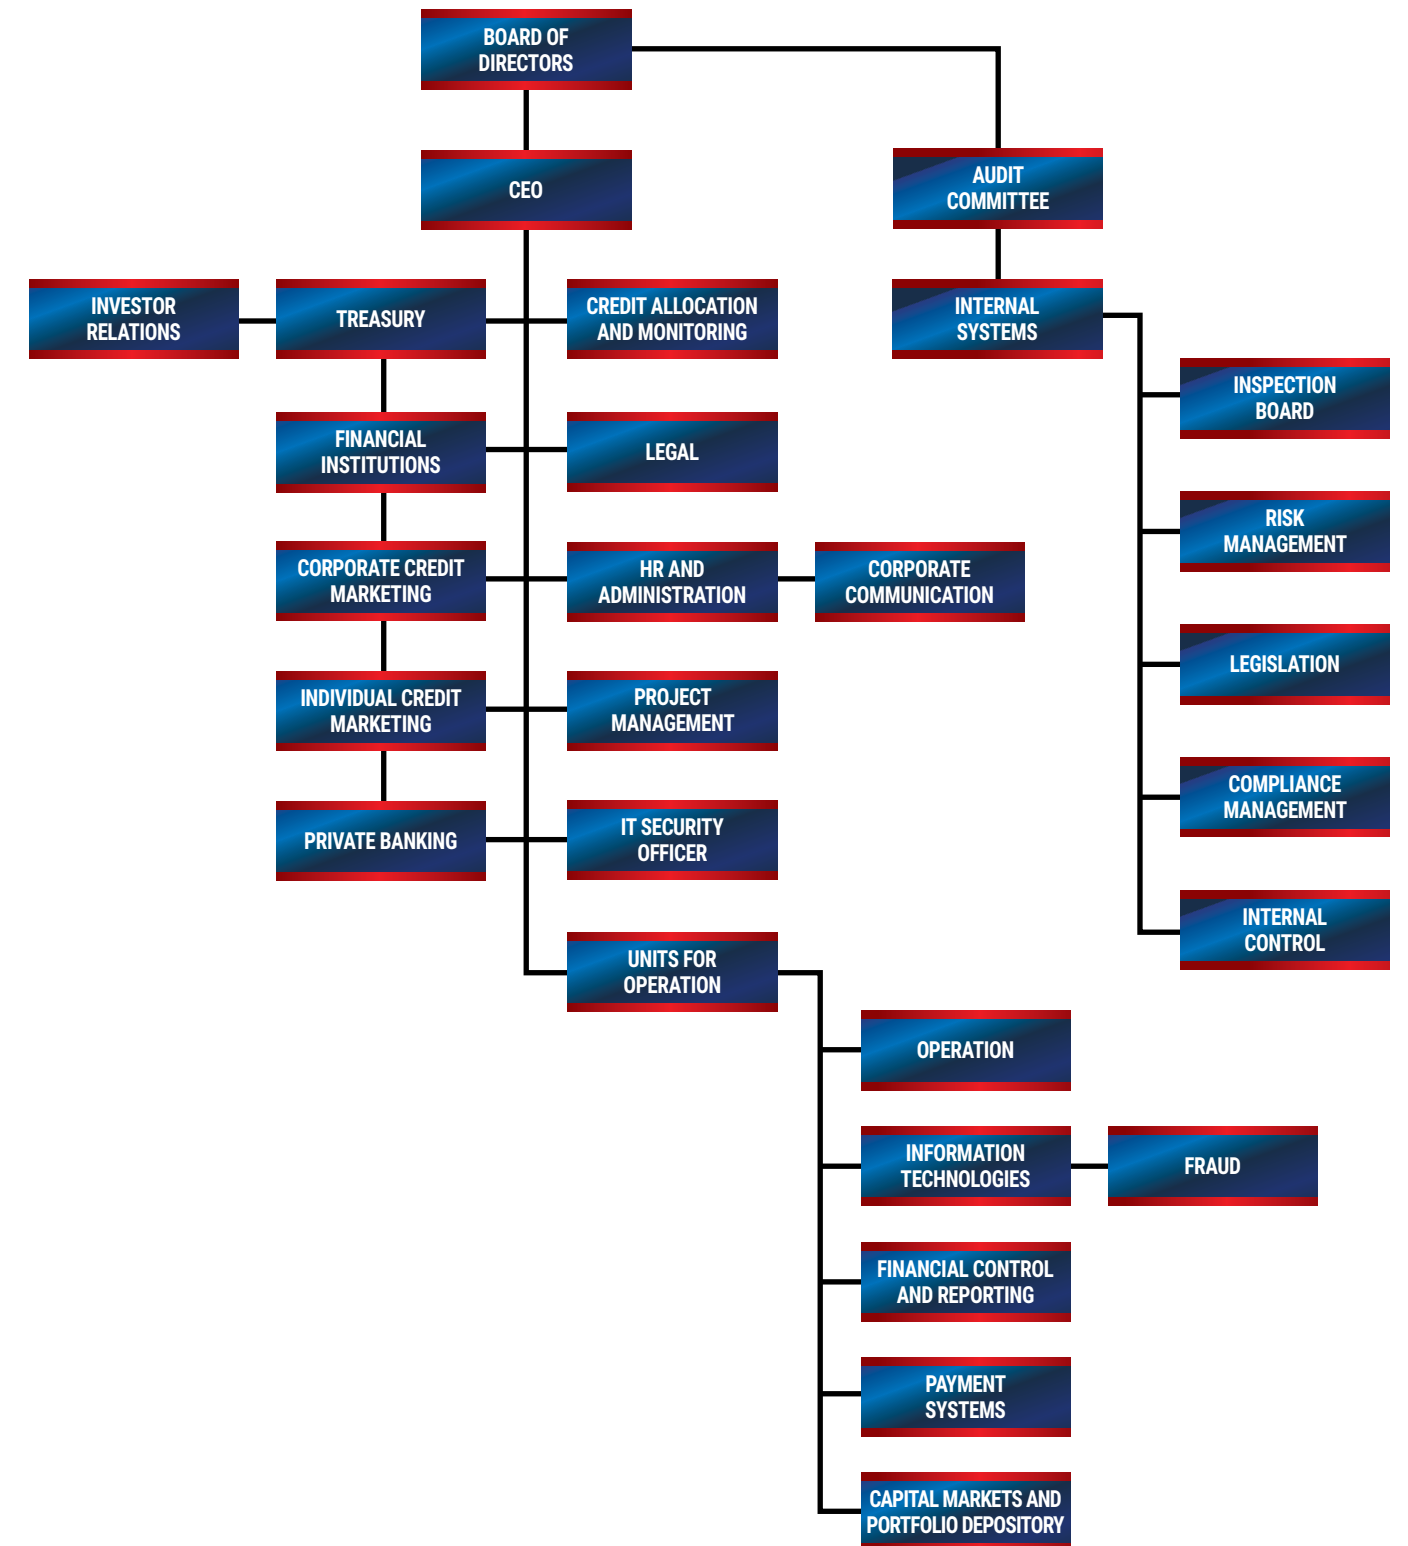 BOARD OF
DIRECTORS
CEO
AUDIT
COMMITTEE
INVESTOR
RELATIONS
TREASURY
CREDIT ALLOCATION
AND MONITORING
INTERNAL
SYSTEMS
INSPECTION
BOARD
FINANCIAL
INSTITUTIONS
LEGAL
RISK
MANAGEMENT
CORPORATE CREDIT
MARKETING
HR AND
ADMINISTRATION
CORPORATE
COMMUNICATION
LEGISLATION
INDIVIDUAL CREDIT
MARKETING
PROJECT
MANAGEMENT
COMPLIANCE
MANAGEMENT
PRIVATE BANKING
IT SECURITY
OFFICER
INTERNAL
CONTROL
UNITS FOR
OPERATION
OPERATION
INFORMATION
TECHNOLOGIES
FRAUD
FINANCIAL CONTROL
AND REPORTING
PAYMENT
SYSTEMS
CAPITAL MARKETS AND
PORTFOLIO DEPOSITORY